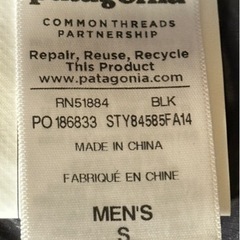 patagonia
COMMONTHREADS
PARTNERSHIP
Repair, Reuse, Recycle
This Product
www.patagonia.com
RN51884 BLK
PO 186833 STY84585FA14
MADE IN CHINA
FABRIQUÉ EN CHINE
MEN'S
S